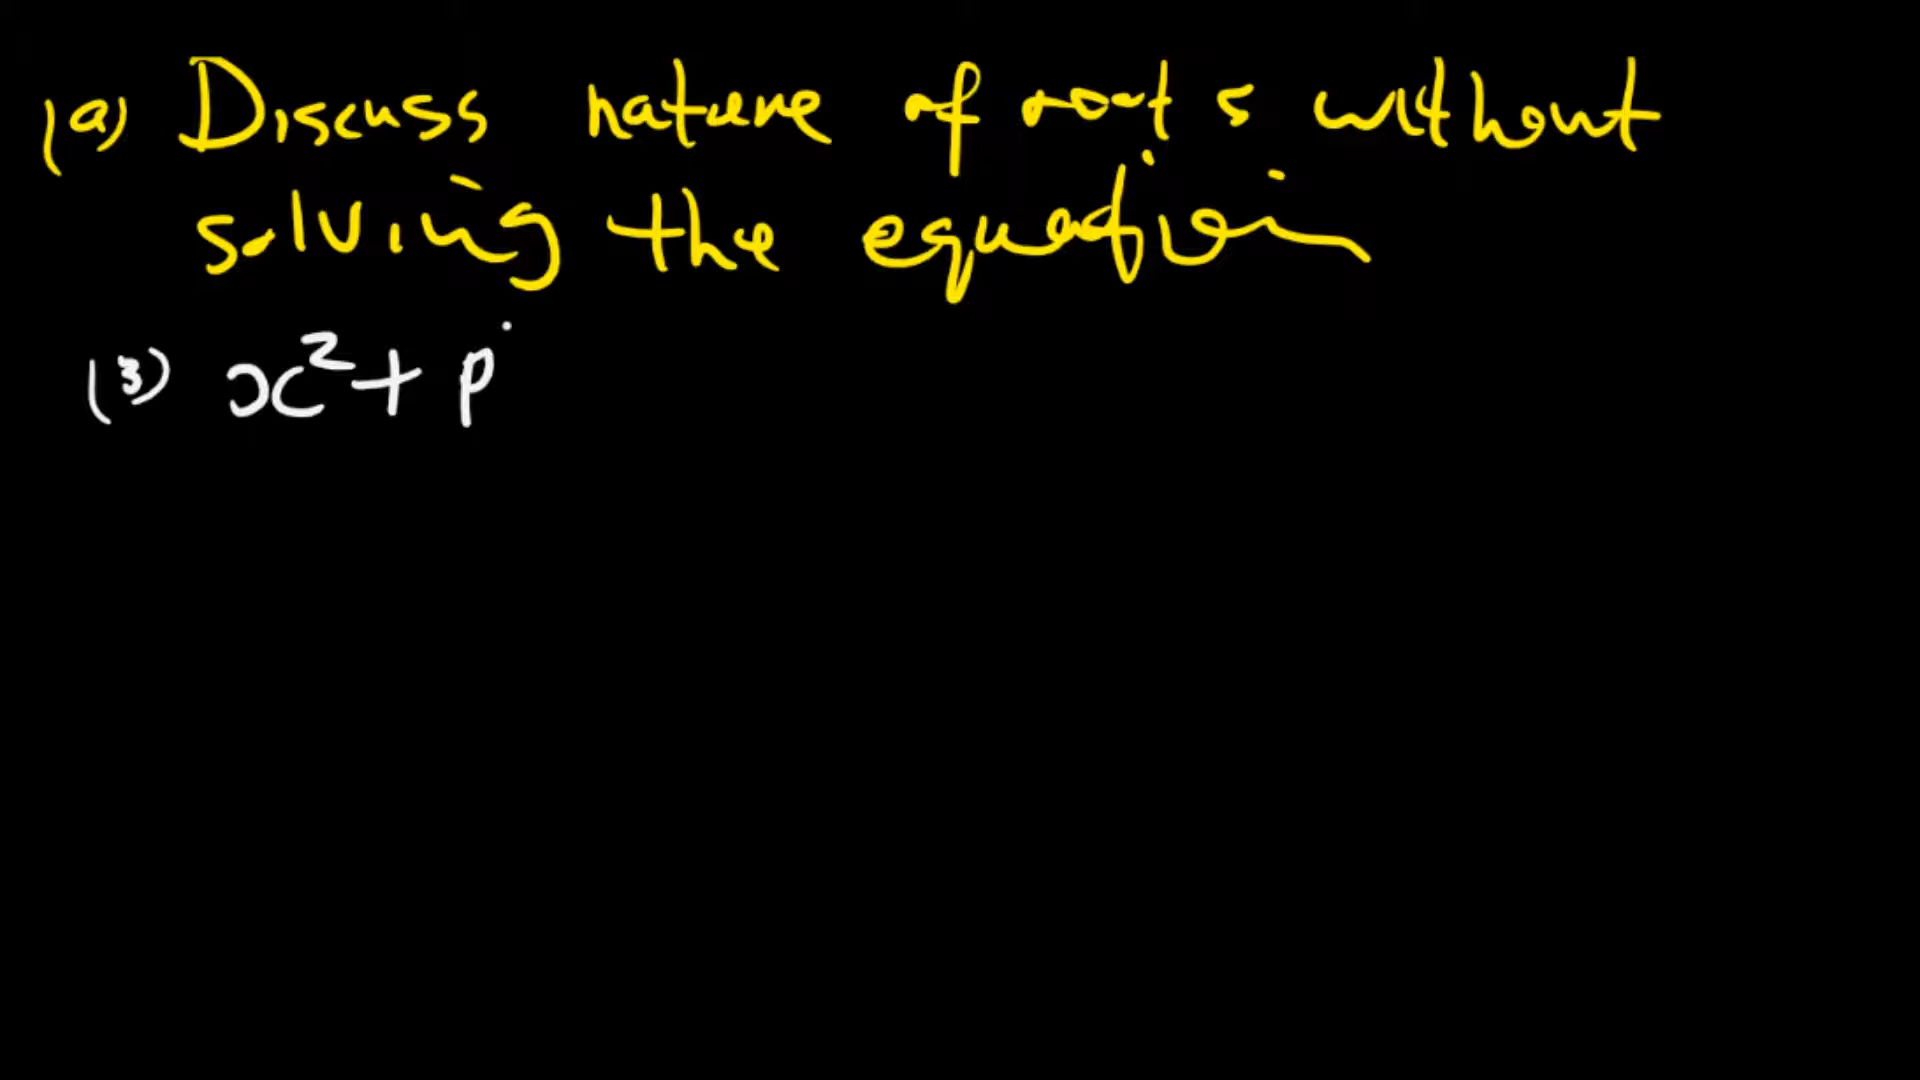 (a) Discuss nature of roots without
solving the equation
(3) x² + p